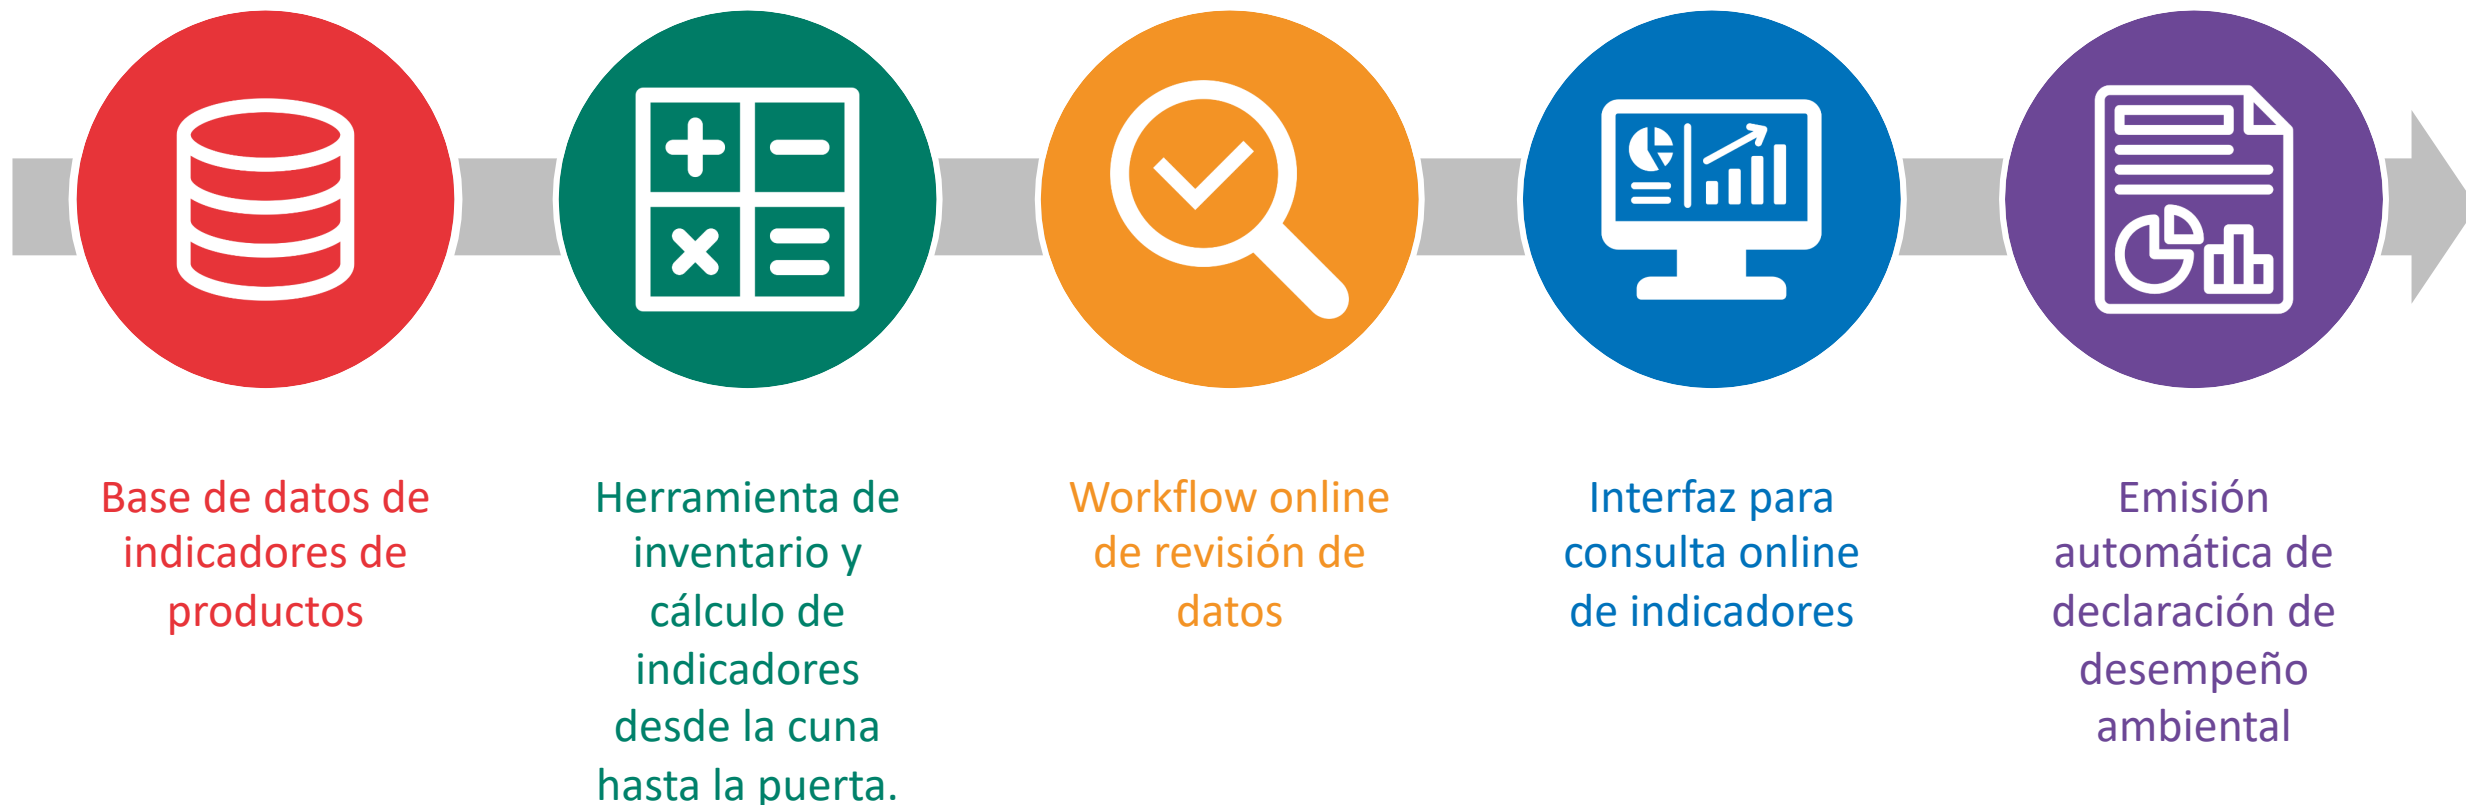 Base de datos de
indicadores de
productos
Herramienta de
inventario y
cálculo de
indicadores
desde la cuna
hasta la puerta.
Workflow online
de revisión de
datos
Interfaz para
consulta online
de indicadores
Emisión
automática de
declaración de
desempeño
ambiental